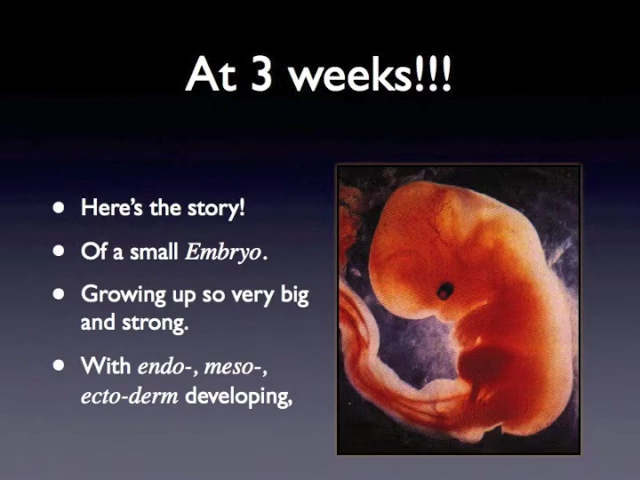 At 3 weeks!!!
• Here's the story!
• Of a small Embryo.
• Growing up so very big
and strong.
• With endo-, meso-,
ecto-derm developing,